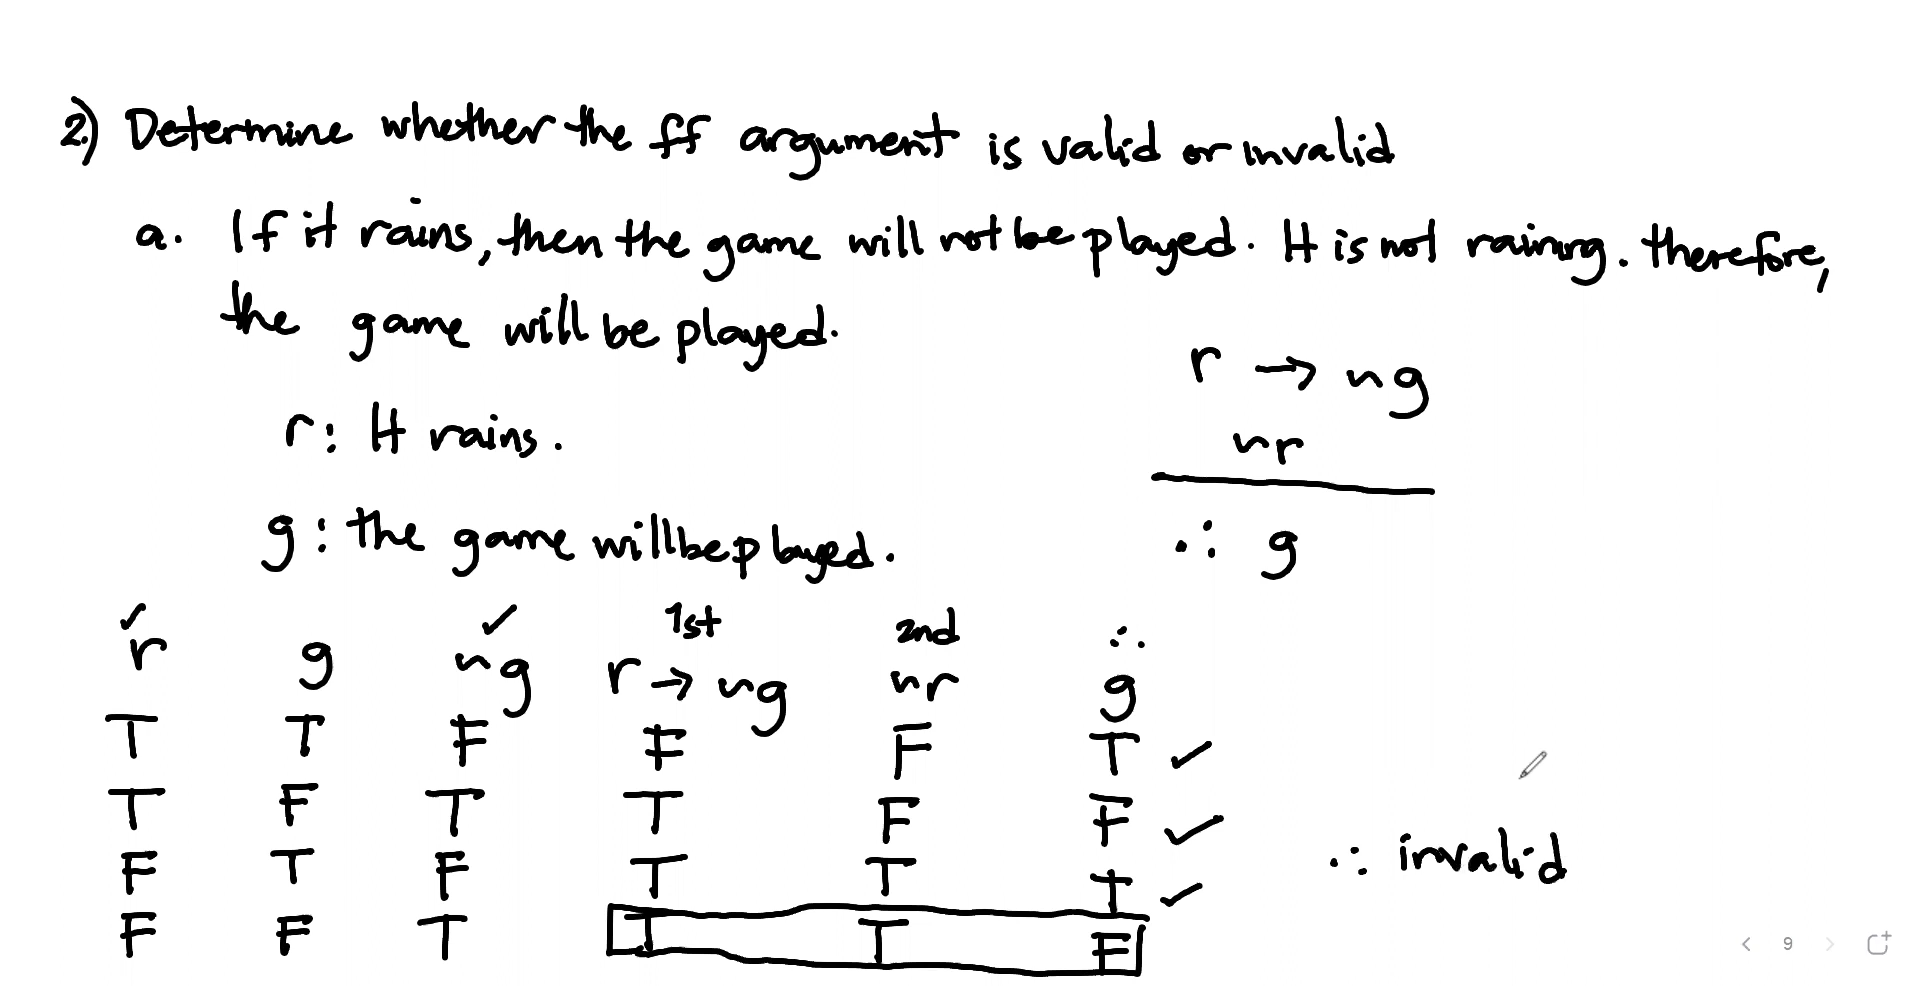 2.) Determine whether the ff argument is valid or invalid
a. If it rains, then the game will not be played. It is not raining. therefore,
the game will be played.
r → ~g
~r
∴ g
r: It rains.
g: the game will be played.
✓ ✓ 1st 2nd ∴
r g ~g r → ~g ~r g
T T F F F T ✓
T F T T F F ✓
F T F T T T ✓
F F T T T F
∴ invalid
< 9 >